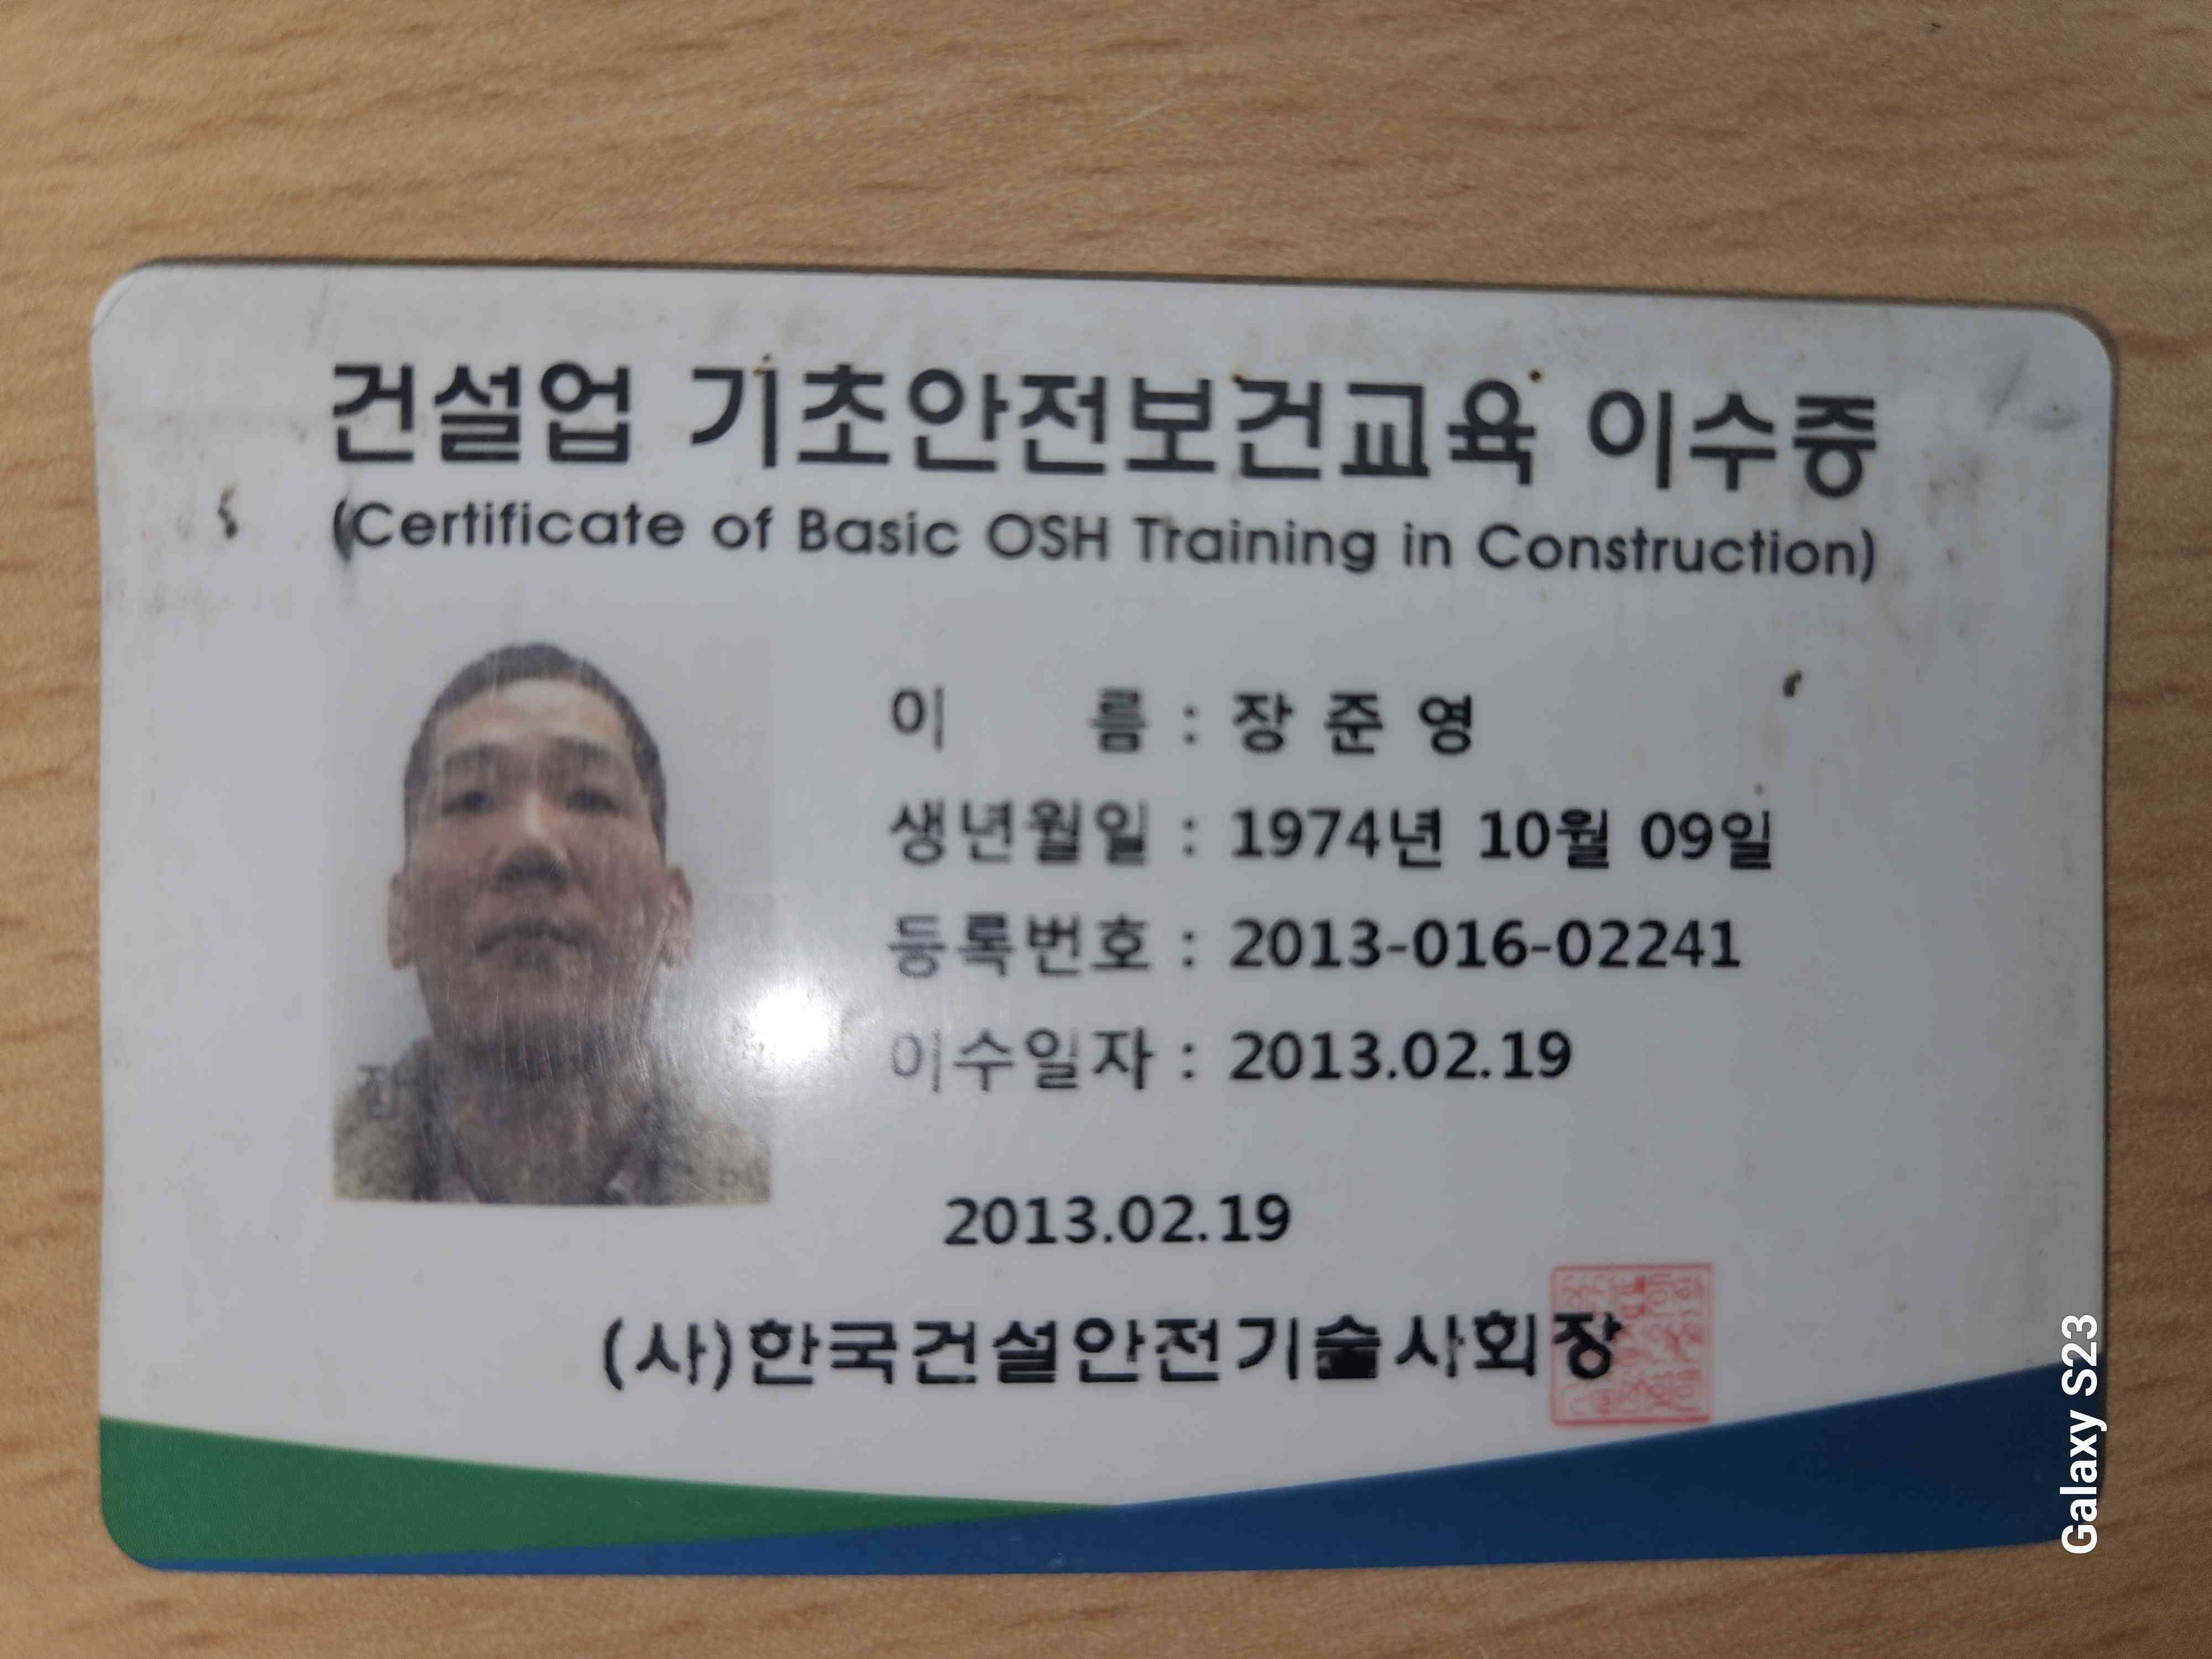 건설업 기초안전보건교육 이수증
(Certificate of Basic OSH Training in Construction)
이 름 : 장 준 영
생년월일 : 1974년 10월 09일
등록번호 : 2013-016-02241
이수일자 : 2013.02.19
2013.02.19
(사)한국건설안전기술사회장
Galaxy S23